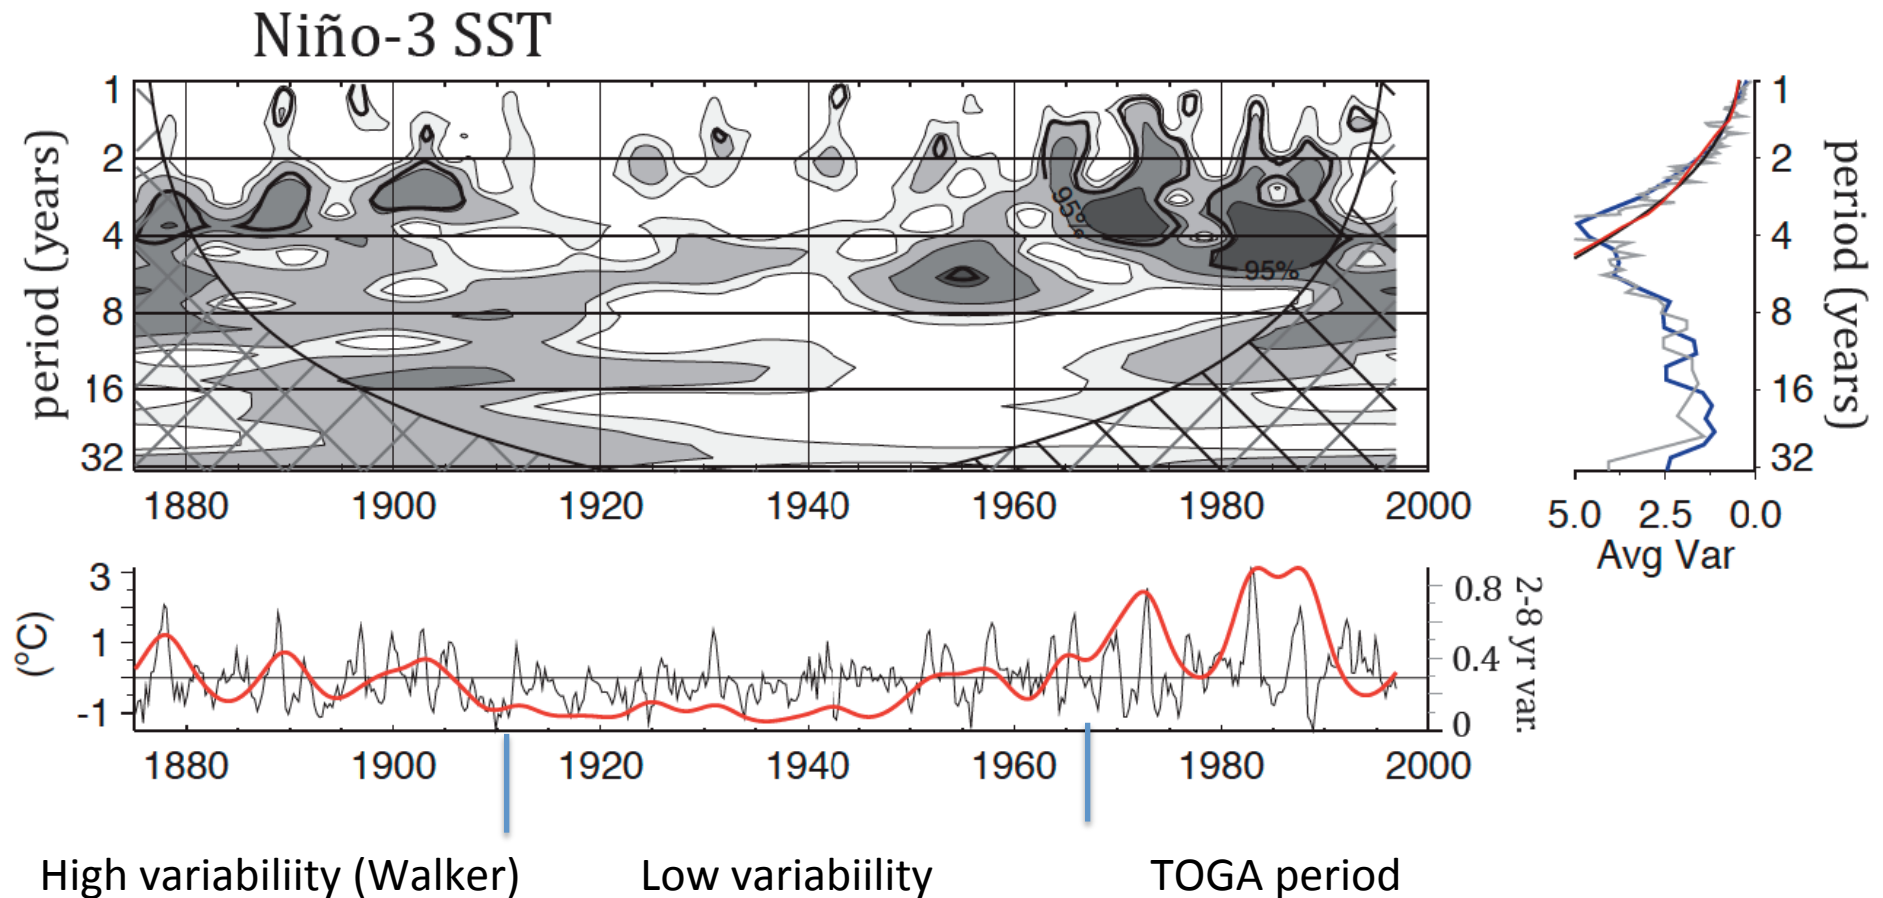 Niño-3 SST
period (years)
1
2
4
8
16
32
95%
95%
1880 1900 1920 1940 1960 1980 2000
1
2
4
8
16
32
period (years)
5.0 2.5 0.0
Avg Var
(°C)
3
1
-1
0.8
0.4
0
2-8 yr var.
1880 1900 1920 1940 1960 1980 2000
High variabiliity (Walker) Low variabiility TOGA period